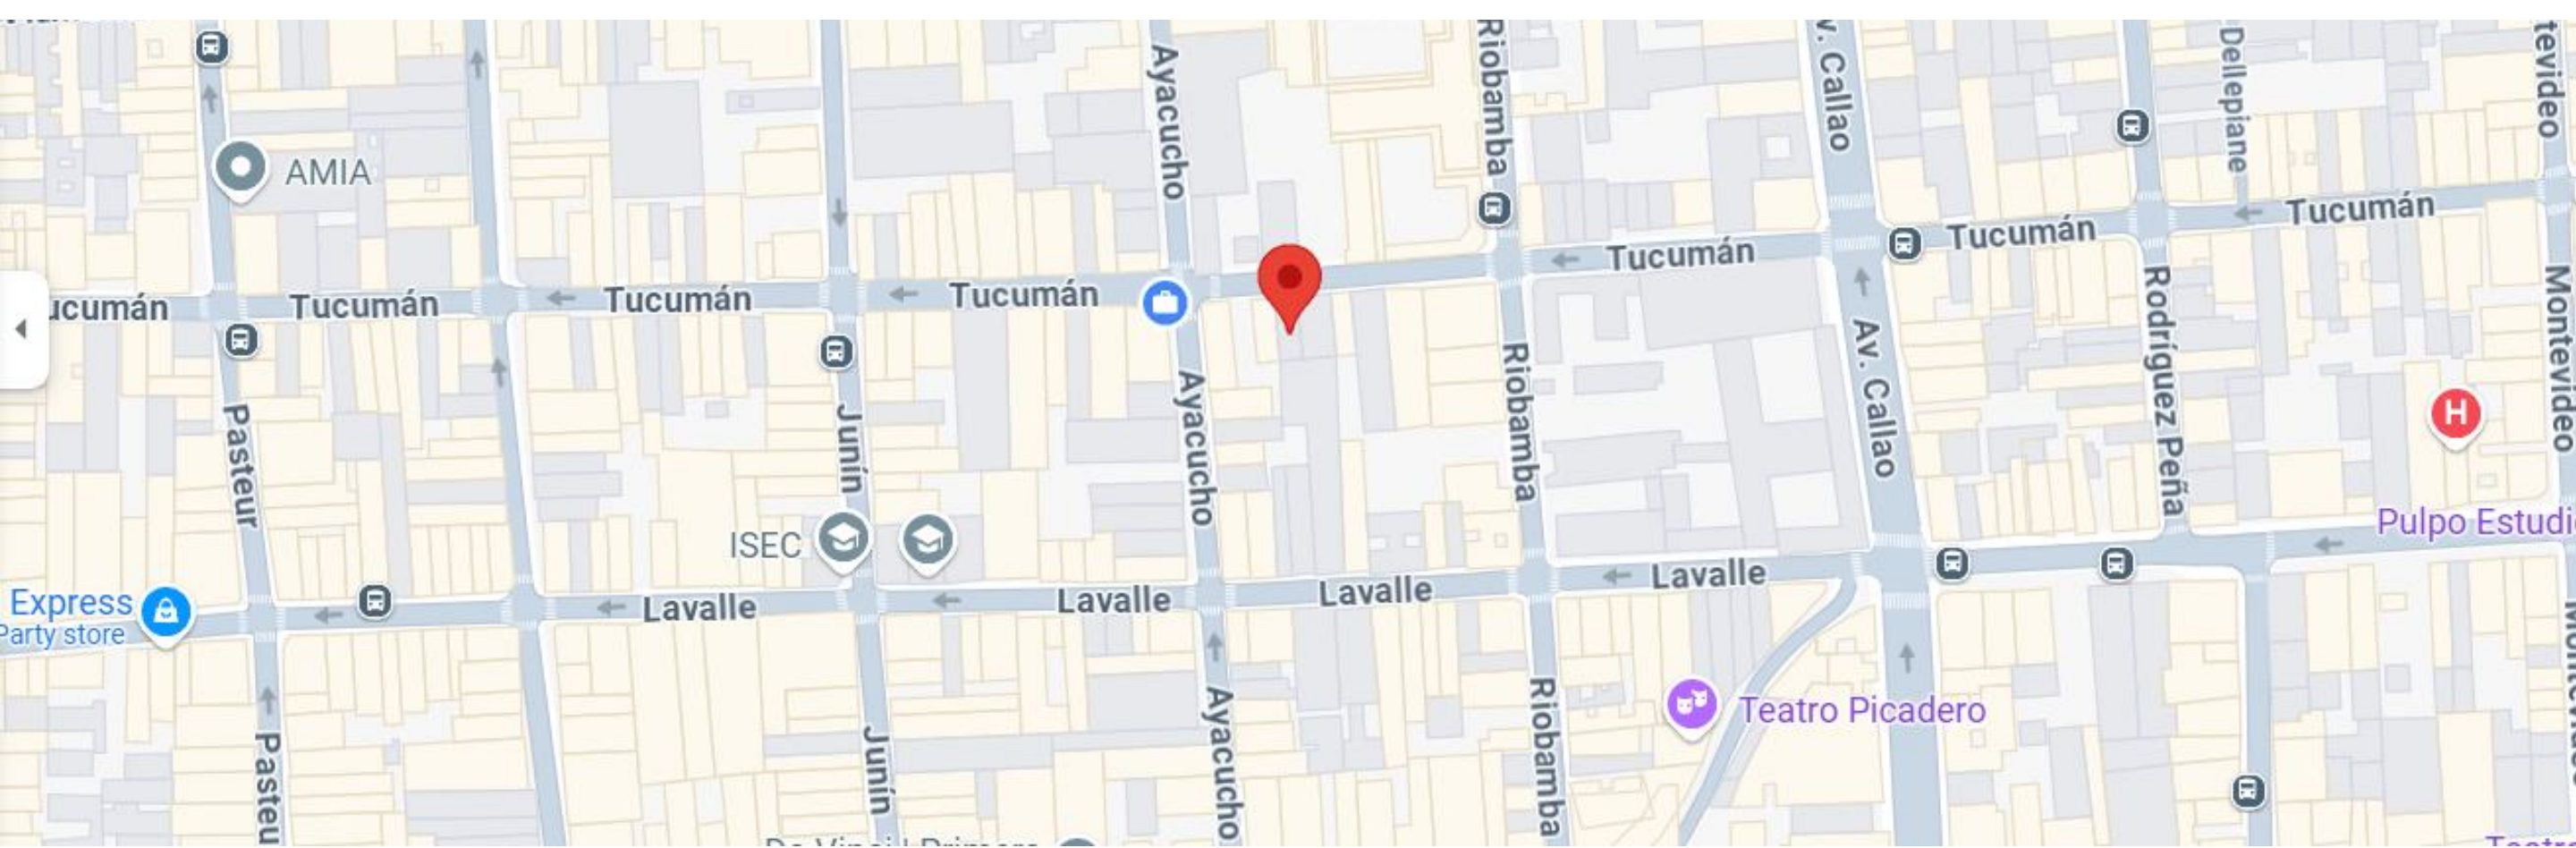 Ayacucho
Riobamba
v. Callao
Dellepiane
tevideo
AMIA
Tucumán
Tucumán
Tucumán
ucumán
Tucumán
Tucumán
Tucumán
Pasteur
Junín
Ayacucho
Riobamba
Av. Callao
Rodríguez Peña
Montevideo
H
ISEC
Pulpo Estudi
Express
Party store
Lavalle
Lavalle
Lavalle
Lavalle
Teatro Picadero
Pasteu
Junín
Ayacucho
Riobamba